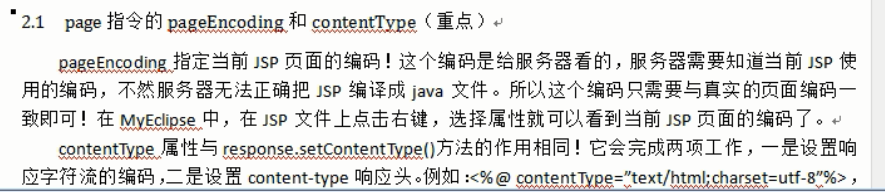 2.1 page 指令的 pageEncoding 和 contentType（重点）
pageEncoding 指定当前 JSP 页面的编码！这个编码是给服务器看的，服务器需要知道当前 JSP 使
用的编码，不然服务器无法正确把 JSP 编译成 java 文件。所以这个编码只需要与真实的页面编码一
致即可！在 MyEclipse 中，在 JSP 文件上点击右键，选择属性就可以看到当前 JSP 页面的编码了。
contentType 属性与 response.setContentType()方法的作用相同！它会完成两项工作，一是设置响
应字符流的编码，二是设置 content-type 响应头。例如：<%@ contentType=”text/html;charset=utf-8”%>，